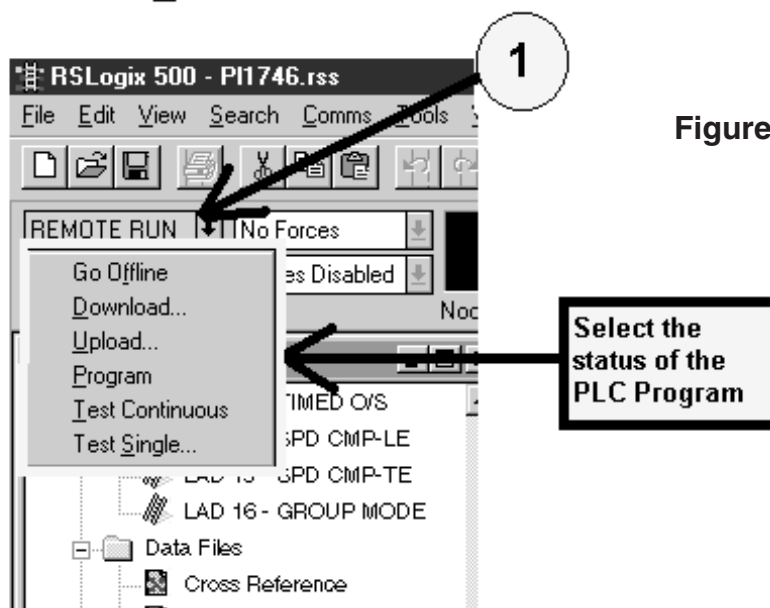 1
RSLogix 500 - PI1746.rss
File Edit View Search Comms Tools
Figure
REMOTE RUN No Forces
Go Offline
es Disabled
Download...
Noc
Upload...
Program
Test Continuous
TIMED O/S
Test Single...
SPD CMP-LE
SPD CMP-TE
LAD 16 - GROUP MODE
Data Files
Cross Reference
Select the
status of the
PLC Program